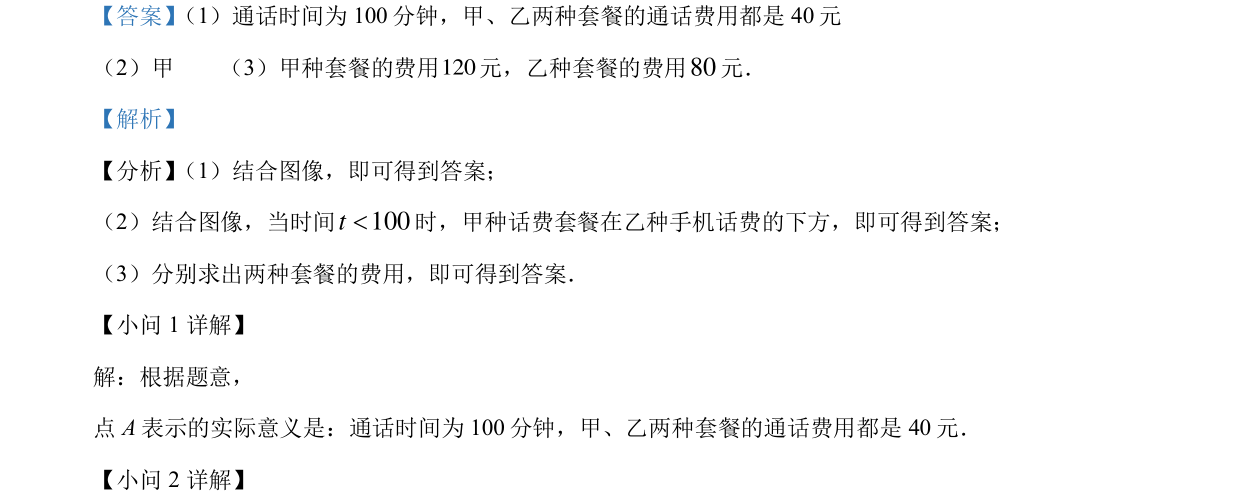 【答案】（1）通话时间为 100 分钟，甲、乙两种套餐的通话费用都是 40 元
（2）甲 （3）甲种套餐的费用120元，乙种套餐的费用80元．
【解析】
【分析】（1）结合图像，即可得到答案；
（2）结合图像，当时间t<100时，甲种话费套餐在乙种手机话费的下方，即可得到答案；
（3）分别求出两种套餐的费用，即可得到答案．
【小问 1 详解】
解：根据题意，
点 A 表示的实际意义是：通话时间为 100 分钟，甲、乙两种套餐的通话费用都是 40 元．
【小问 2 详解】